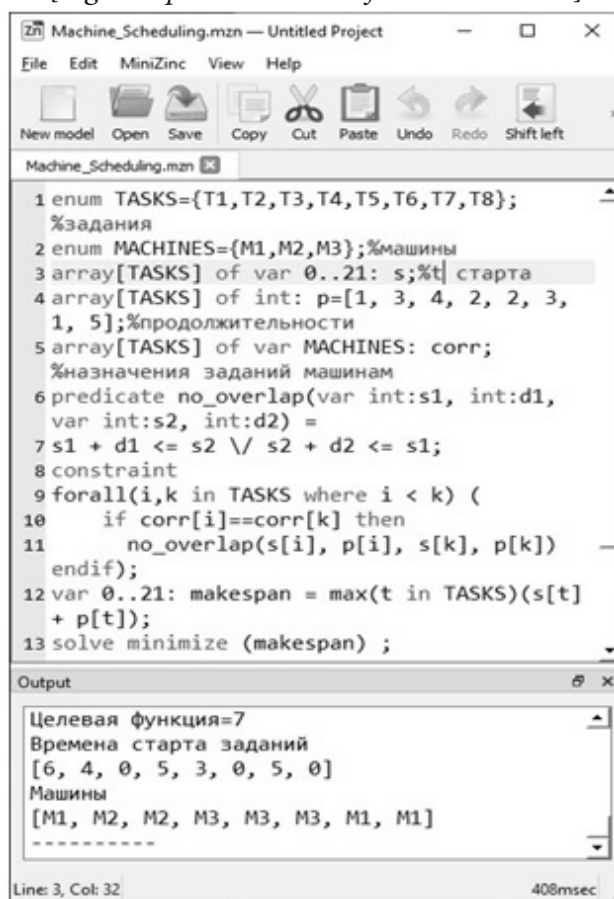 Machine_Scheduling.mzn — Untitled Project
File Edit MiniZinc View Help
New model Open Save Copy Cut Paste Undo Redo Shift left
Machine_Scheduling.mzn
1 enum TASKS={T1,T2,T3,T4,T5,T6,T7,T8};
%задания
2 enum MACHINES={M1,M2,M3};%машины
3 array[TASKS] of var 0..21: s;%t старта
4 array[TASKS] of int: p=[1, 3, 4, 2, 2, 3,
1, 5];%продолжительности
5 array[TASKS] of var MACHINES: corr;
%назначения заданий машинам
6 predicate no_overlap(var int:s1, int:d1,
var int:s2, int:d2) =
7 s1 + d1 <= s2 \/ s2 + d2 <= s1;
8 constraint
9 forall(i,k in TASKS where i < k) (
10 if corr[i]==corr[k] then
11 no_overlap(s[i], p[i], s[k], p[k])
endif);
12 var 0..21: makespan = max(t in TASKS)(s[t]
+ p[t]);
13 solve minimize (makespan) ;
Output
Целевая функция=7
Времена старта заданий
[6, 4, 0, 5, 3, 0, 5, 0]
Машины
[M1, M2, M2, M3, M3, M3, M1, M1]
----------
Line: 3, Col: 32 408msec